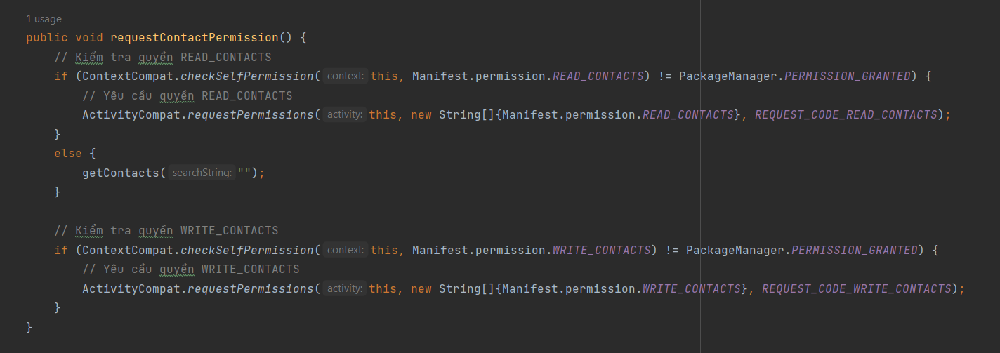 1 usage
public void requestContactPermission() {
// Kiểm tra quyền READ_CONTACTS
if (ContextCompat.checkSelfPermission( context: this, Manifest.permission.READ_CONTACTS) != PackageManager.PERMISSION_GRANTED) {
// Yêu cầu quyền READ_CONTACTS
ActivityCompat.requestPermissions( activity: this, new String[]{Manifest.permission.READ_CONTACTS}, REQUEST_CODE_READ_CONTACTS);
}
else {
getContacts( searchString: "");
}
// Kiểm tra quyền WRITE_CONTACTS
if (ContextCompat.checkSelfPermission( context: this, Manifest.permission.WRITE_CONTACTS) != PackageManager.PERMISSION_GRANTED) {
// Yêu cầu quyền WRITE_CONTACTS
ActivityCompat.requestPermissions( activity: this, new String[]{Manifest.permission.WRITE_CONTACTS}, REQUEST_CODE_WRITE_CONTACTS);
}
}